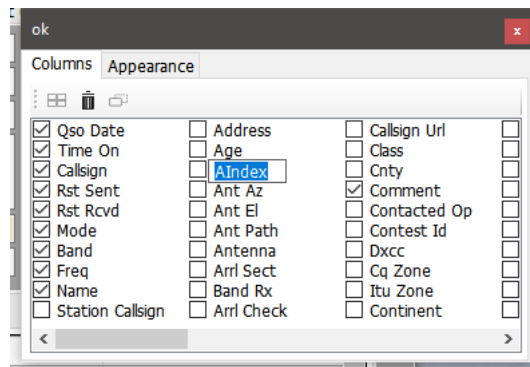 ok
x
Columns Appearance
Qso Date Address Callsign Url
Time On Age Class
Callsign AIndex Cnty
Rst Sent Ant Az Comment
Rst Rcvd Ant El Contacted Op
Mode Ant Path Contest Id
Band Antenna Dxcc
Freq Arrl Sect Cq Zone
Name Band Rx Itu Zone
Station Callsign Arrl Check Continent